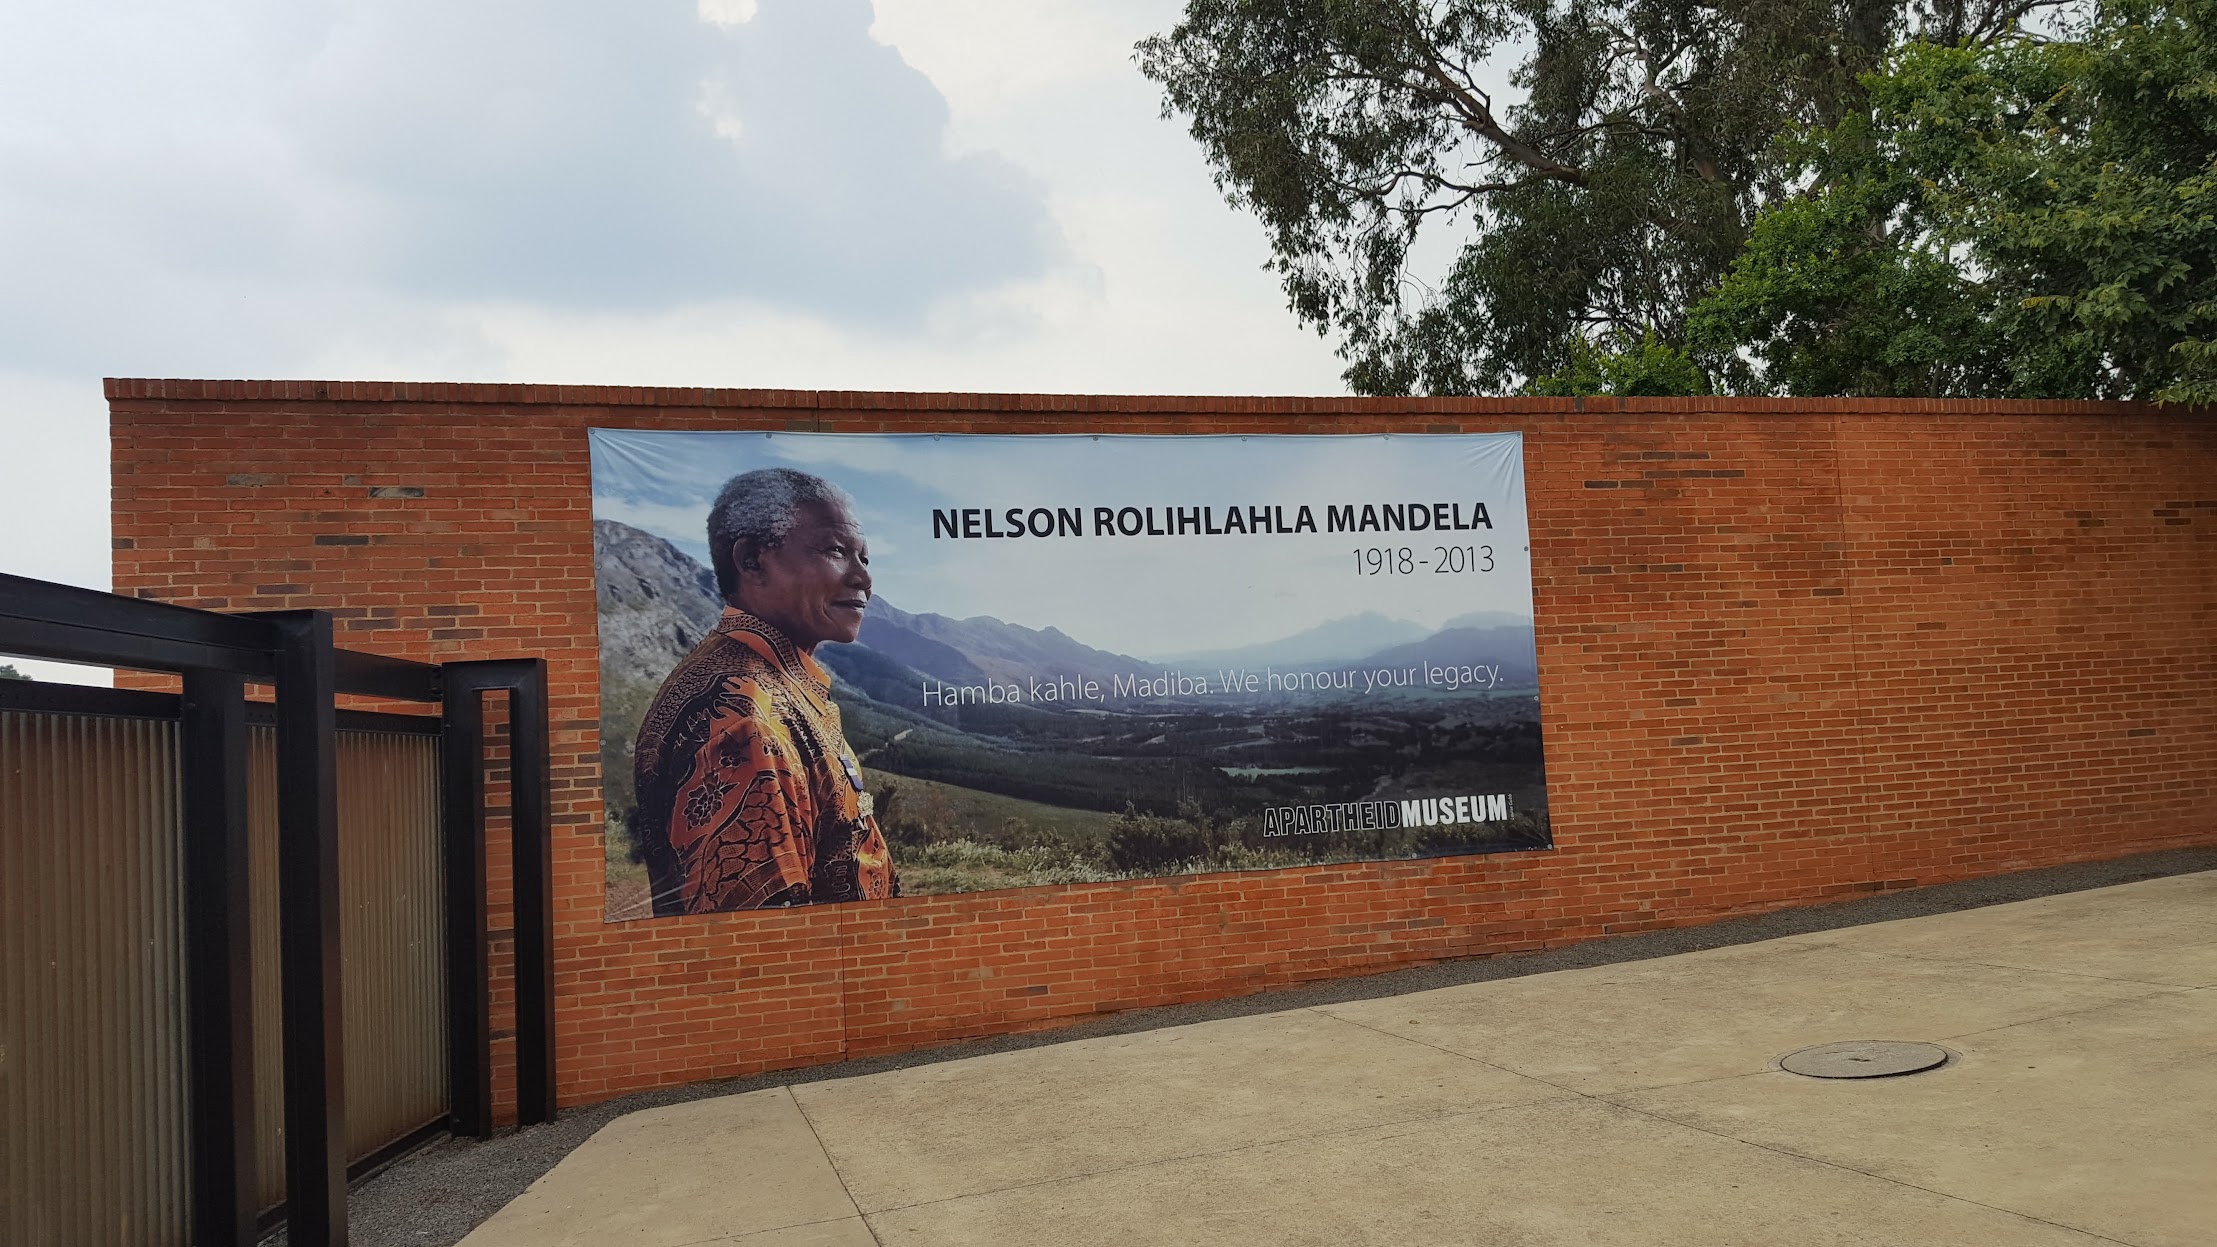 NELSON ROLIHLAHLA MANDELA
1918-2013
Hamba kahle, Madiba. We honour your legacy.
APARTHEIDMUSEUM